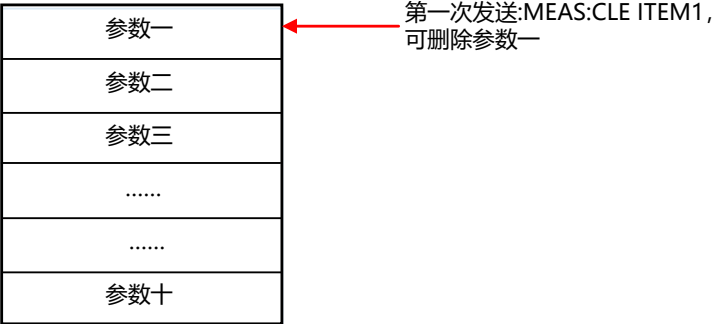 参数一
第一次发送:MEAS:CLE ITEM1,
可删除参数一
参数二
参数三
......
......
参数十